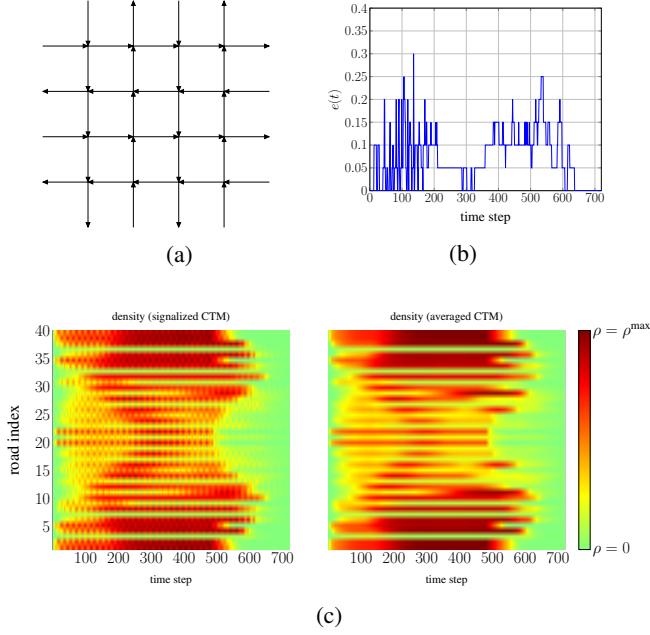 0.4
0.35
0.3
0.25
0.2
0.15
0.1
0.05
0
e(t)
0 100 200 300 400 500 600 700
time step
(a)
(b)
density (signalized CTM)
density (averaged CTM)
40
35
30
25
20
15
10
5
road index
100 200 300 400 500 600 700
time step
100 200 300 400 500 600 700
time step
ρ = ρ^max
ρ = 0
(c)